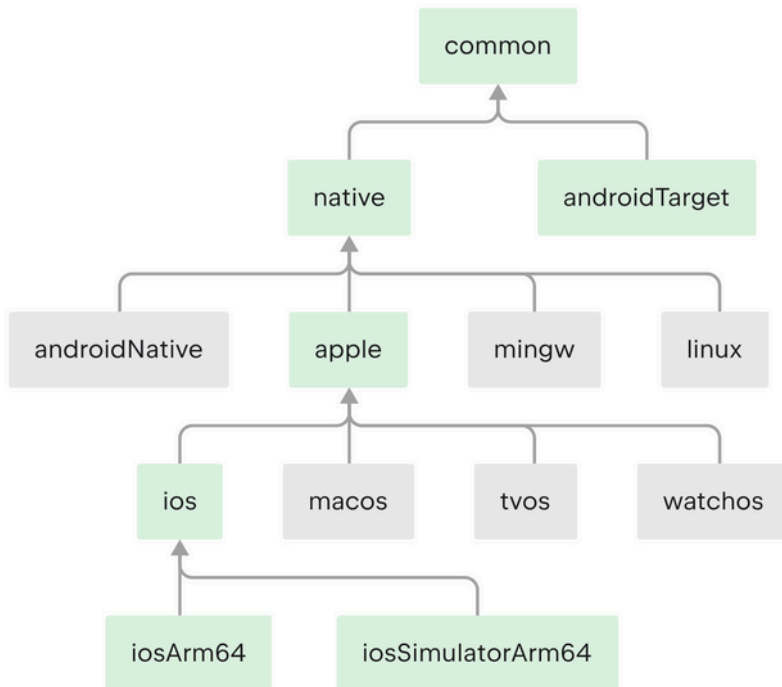 common
native
androidTarget
androidNative
apple
mingw
linux
ios
macos
tvos
watchos
iosArm64
iosSimulatorArm64